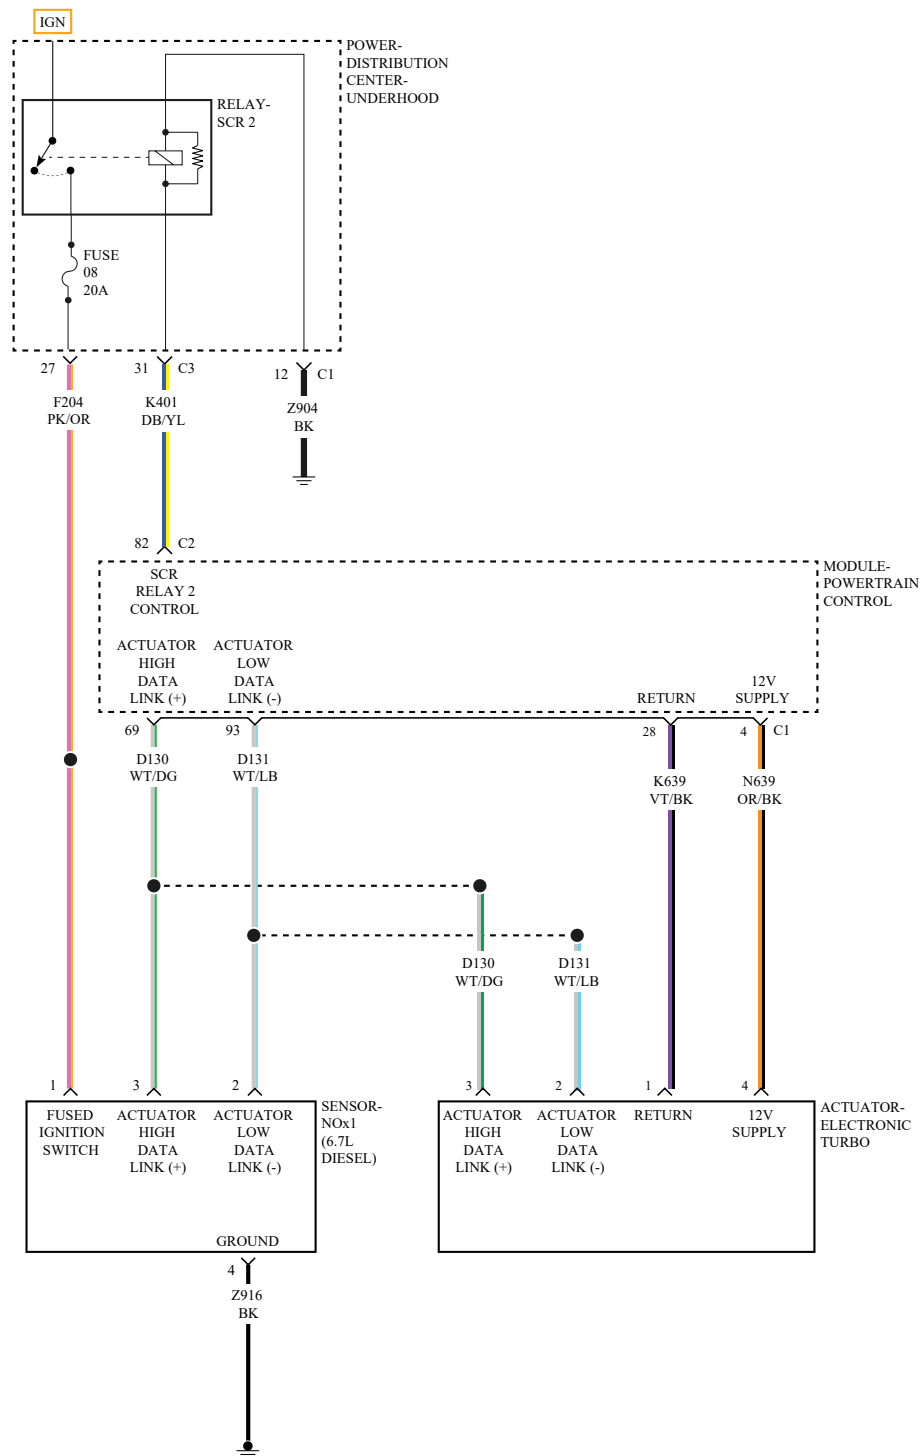 IGN
POWER-
DISTRIBUTION
CENTER-
UNDERHOOD
RELAY-
SCR 2
FUSE
08
20A
27
31
C3
12
C1
F204
PK/OR
K401
DB/YL
Z904
BK
82
C2
MODULE-
POWERTRAIN
CONTROL
SCR
RELAY 2
CONTROL
ACTUATOR
HIGH
DATA
LINK (+)
ACTUATOR
LOW
DATA
LINK (-)
RETURN
12V
SUPPLY
69
93
28
4
C1
D130
WT/DG
D131
WT/LB
K639
VT/BK
N639
OR/BK
D130
WT/DG
D131
WT/LB
1
3
2
3
2
1
4
FUSED
IGNITION
SWITCH
ACTUATOR
HIGH
DATA
LINK (+)
ACTUATOR
LOW
DATA
LINK (-)
SENSOR-
NOx1
(6.7L
DIESEL)
ACTUATOR
HIGH
DATA
LINK (+)
ACTUATOR
LOW
DATA
LINK (-)
RETURN
12V
SUPPLY
ACTUATOR-
ELECTRONIC
TURBO
GROUND
4
Z916
BK